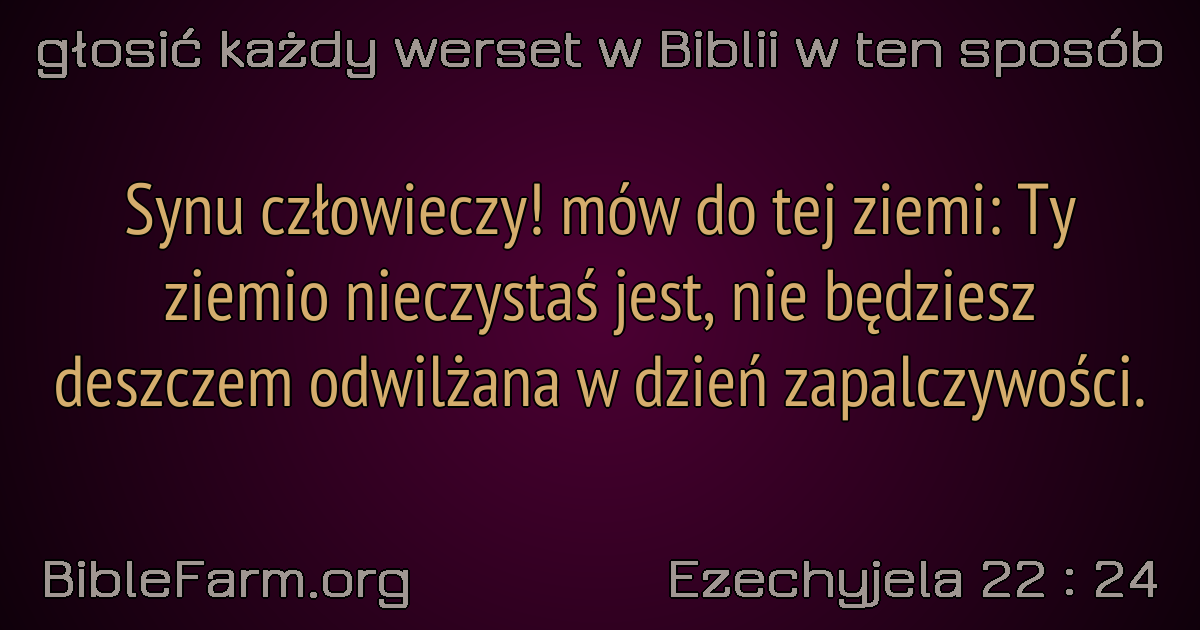 głosić każdy werset w Biblii w ten sposób
Synu człowieczy! mów do tej ziemi: Ty
ziemio nieczystaś jest, nie będziesz
deszczem odwilżana w dzień zapalczywości.
BibleFarm.org
Ezechyjela 22 : 24